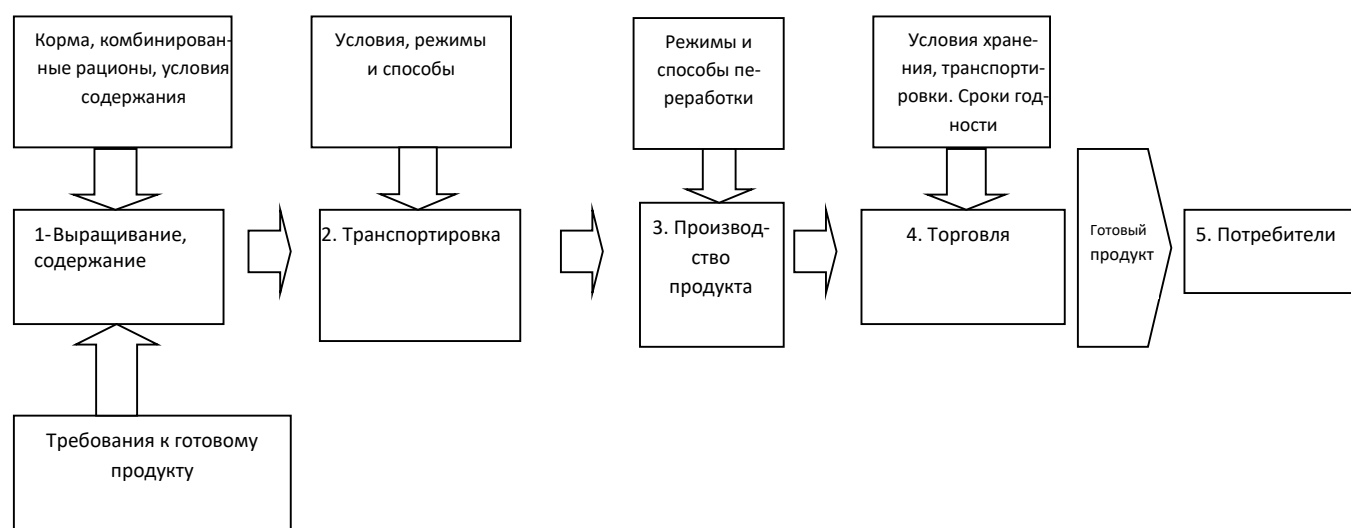 Корма, комбинирован-
ные рационы, условия
содержания
Условия, режимы
и способы
Режимы и
способы пе-
реработки
Условия хране-
ния, транспорти-
ровки. Сроки год-
ности
1-Выращивание,
содержание
2. Транспортировка
3. Производ-
ство
продукта
4. Торговля
Готовый
продукт
5. Потребители
Требования к готовому
продукту